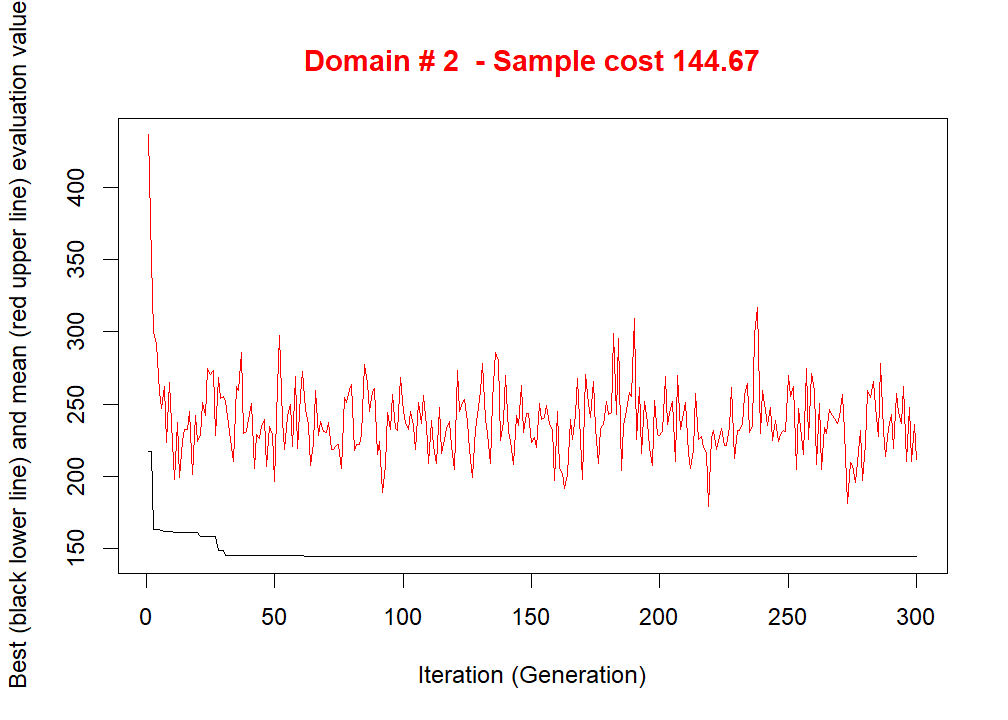 Domain # 2  - Sample cost 144.67
Best (black lower line) and mean (red upper line) evaluation value
400
350
300
250
200
150
0 50 100 150 200 250 300
Iteration (Generation)